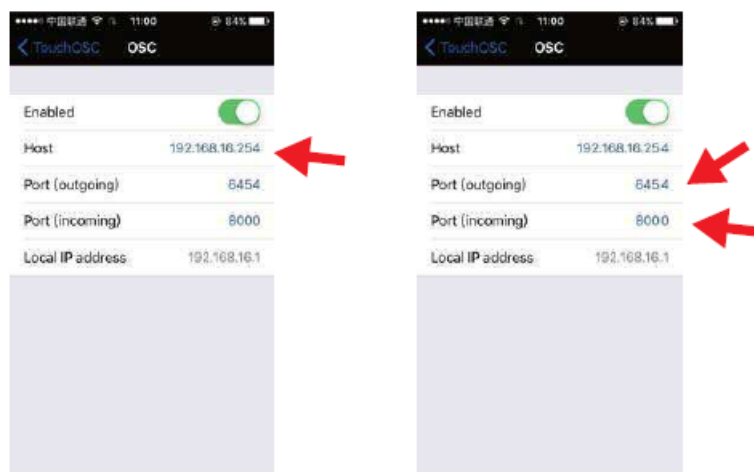 中国联通 11:00 84%
TouchOSC OSC
Enabled
Host 192.168.16.254
Port (outgoing) 6454
Port (incoming) 8000
Local IP address 192.168.16.1
中国联通 11:00 84%
TouchOSC OSC
Enabled
Host 192.168.16.254
Port (outgoing) 6454
Port (incoming) 8000
Local IP address 192.168.16.1